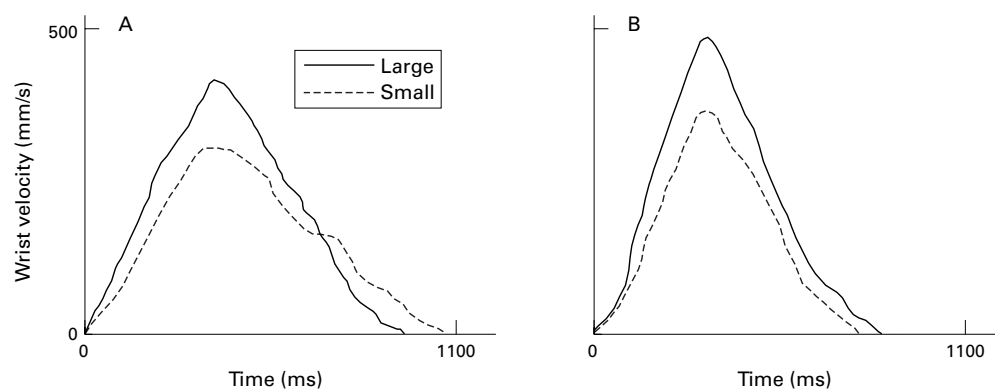 A
B
500
Large
Small
Wrist velocity (mm/s)
0
0
1100
0
1100
Time (ms)
Time (ms)